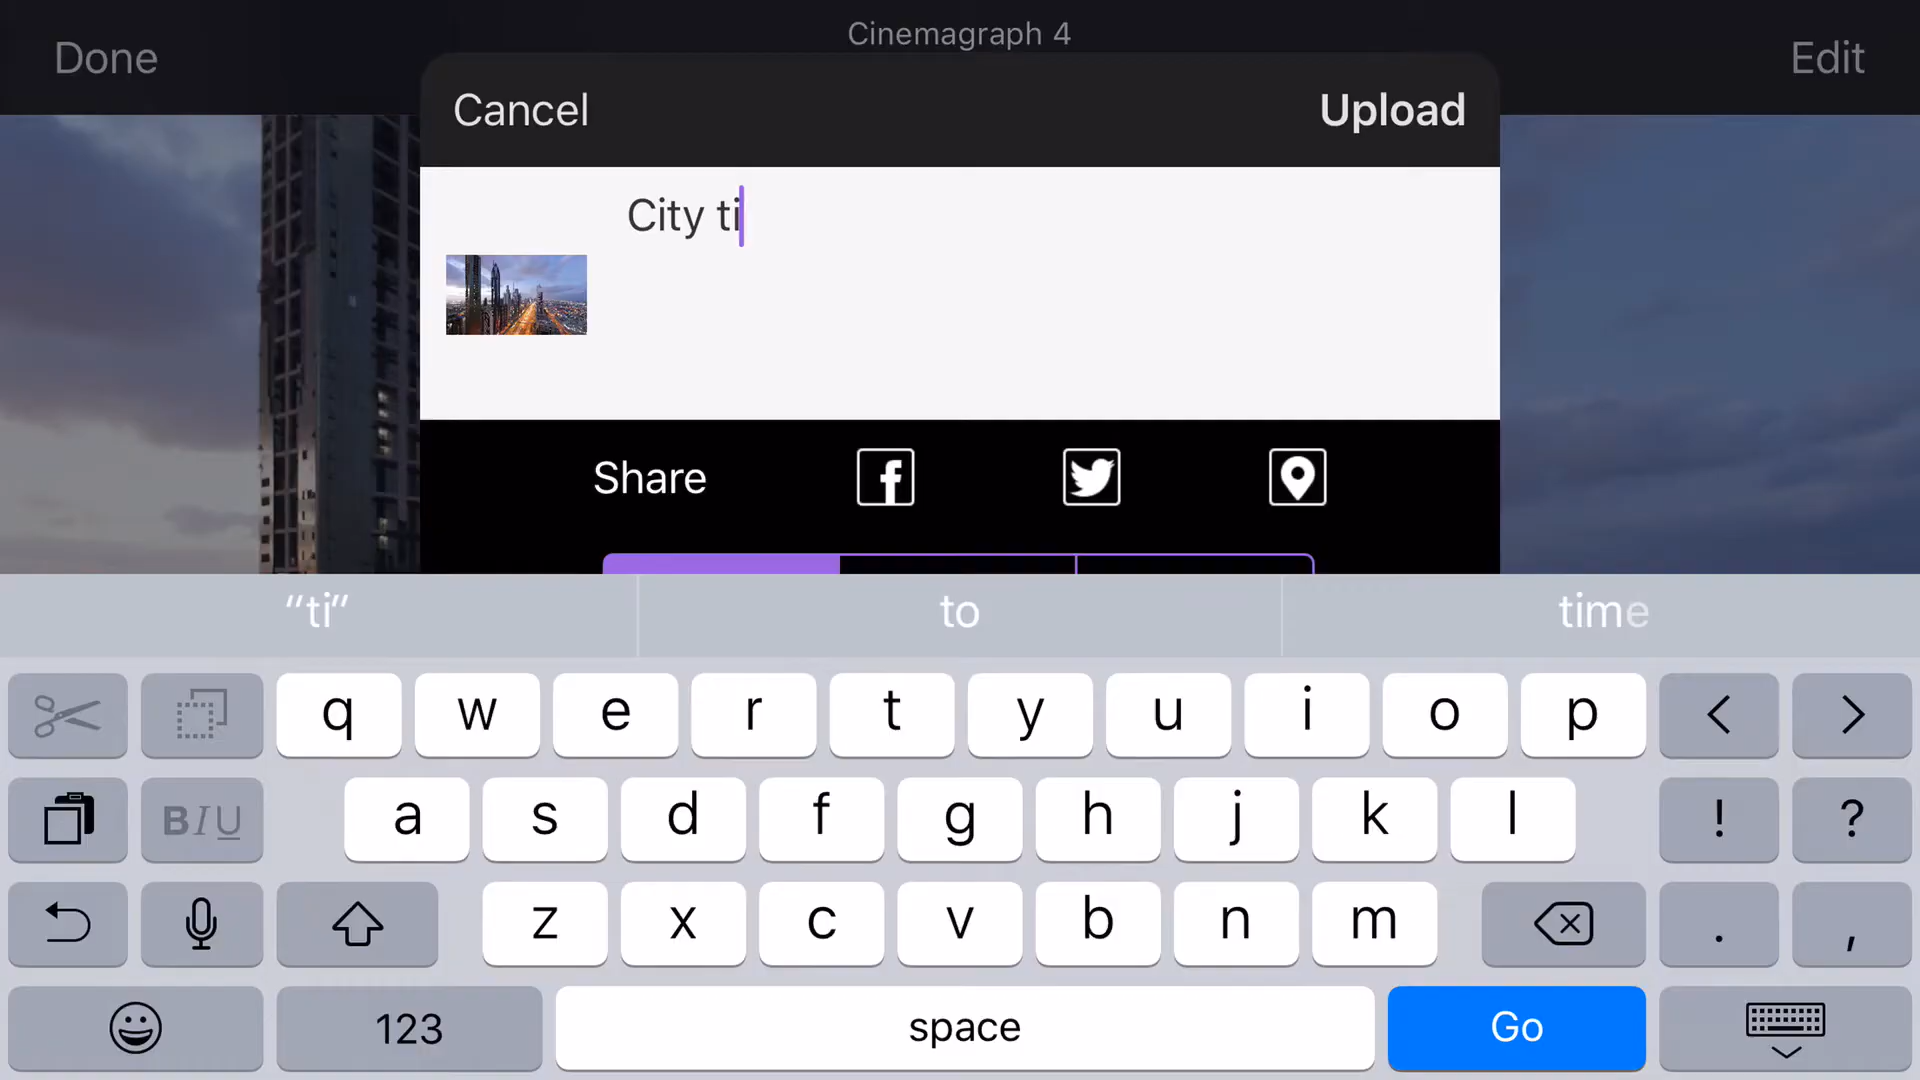 Cinemagraph 4
Done
Edit
Cancel
Upload
City ti
Share
“ti”
to
time
q w e r t y u i o p < >
BIU
a s d f g h j k l ! ?
z x c v b n m . ,
123
space
Go